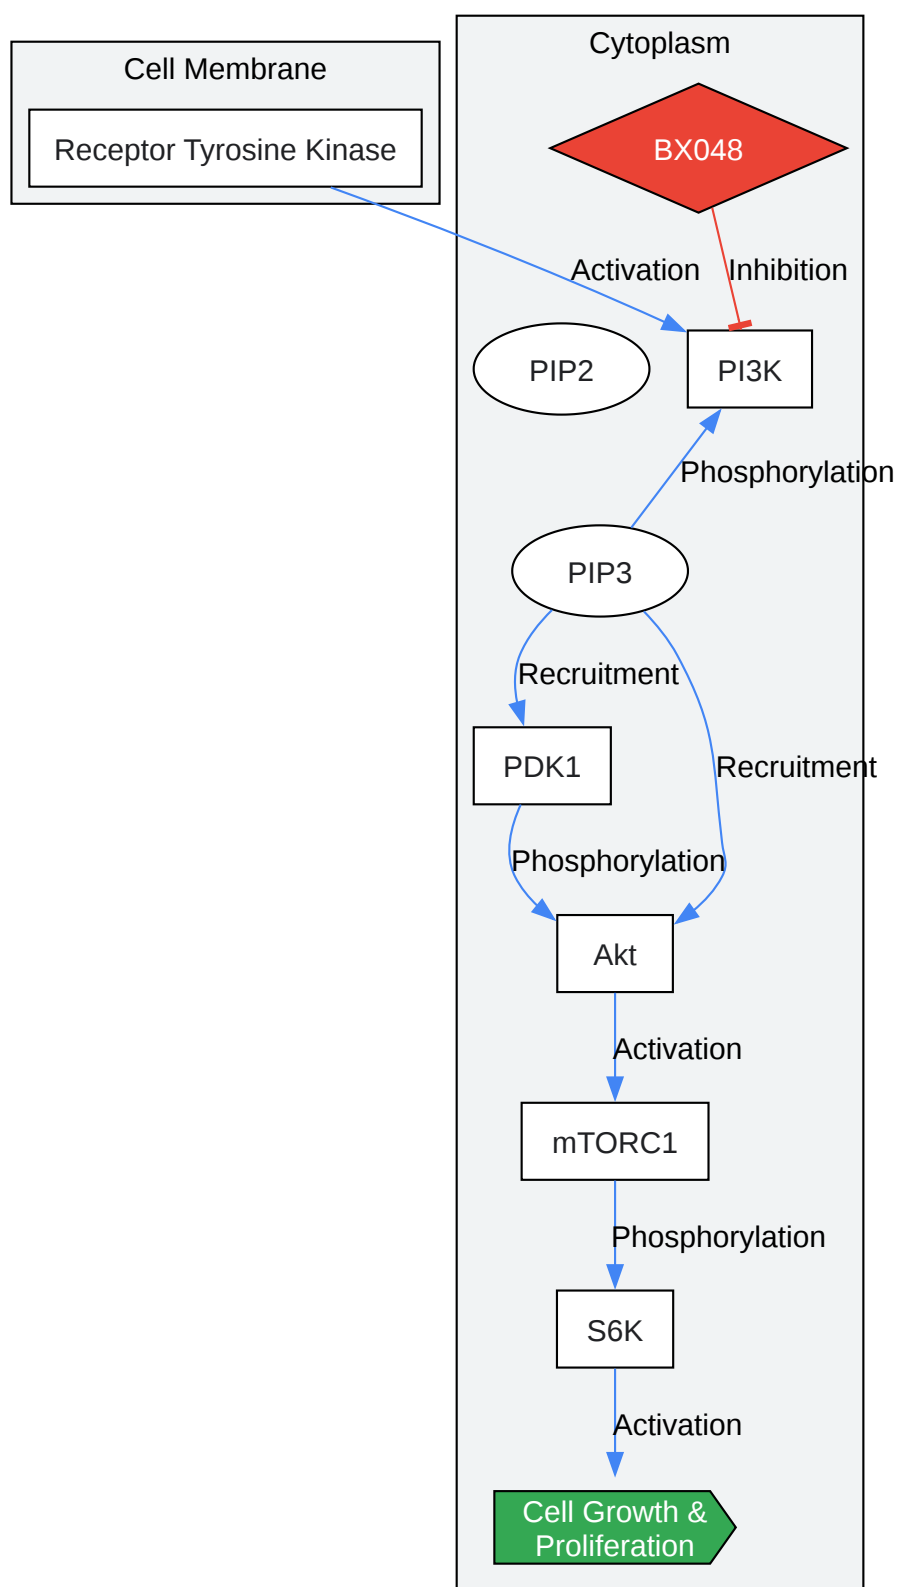 Cell Membrane
Receptor Tyrosine Kinase
Cytoplasm
BX048
Activation
Inhibition
PIP2
PI3K
Phosphorylation
PIP3
Recruitment
PDK1
Recruitment
Phosphorylation
Akt
Activation
mTORC1
Phosphorylation
S6K
Activation
Cell Growth &
Proliferation